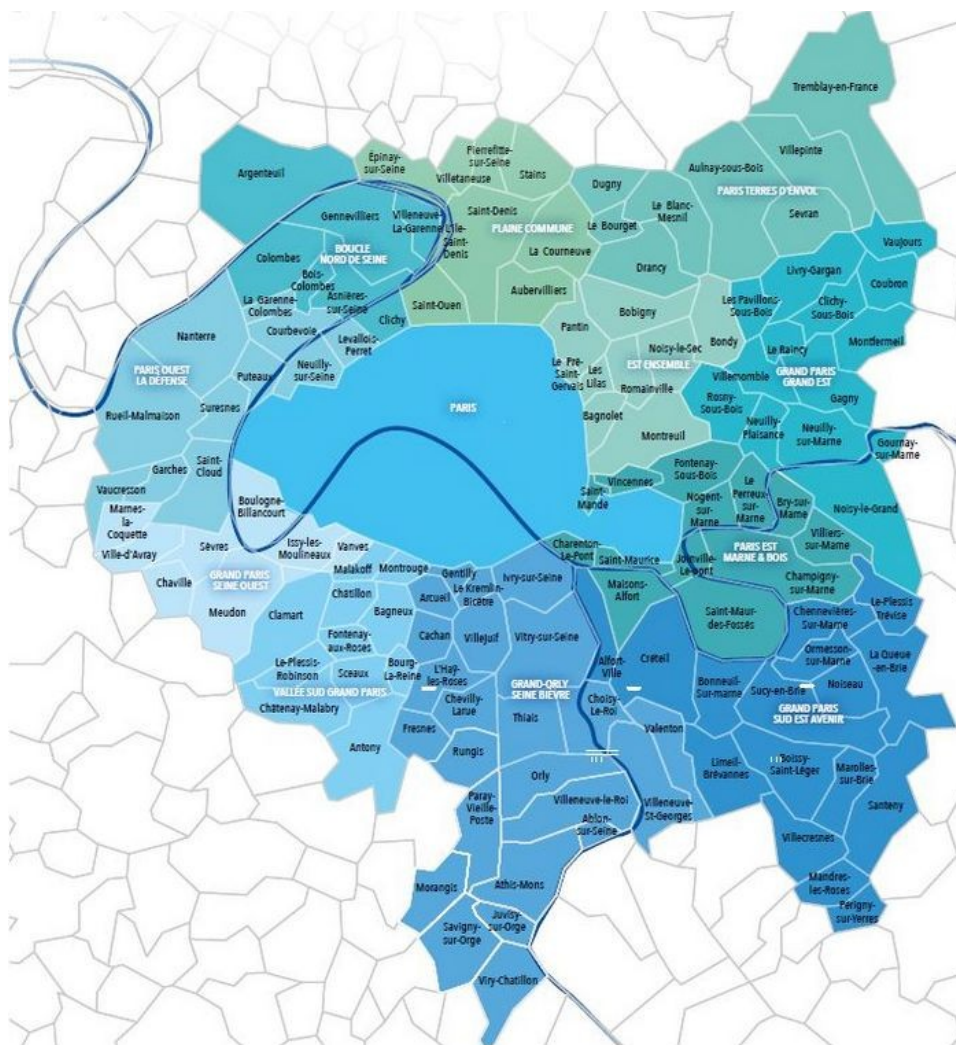 Tremblay-en-France
Villepinte
Aulnay-sous-Bois
PARIS TERRES D'ENVOL
Sevran
Dugny
Le Blanc-
Mesnil
Le Bourget
Drancy
Épinay-
sur-Seine
Pierrefitte-
sur-Seine
Villetaneuse
Stains
Saint-Denis
PLAINE COMMUNE
L'Ile-
Saint-
Denis
La Courneuve
Aubervilliers
Saint-Ouen
Argenteuil
Gennevilliers
Villeneuve-
La-Garenne
BOUCLE
NORD DE SEINE
Colombes
Bois-
Colombes
La Garenne-
Colombes
Asnières-
sur-Seine
Clichy
Nanterre
Courbevoie
Levallois-
Perret
Neuilly-
sur-Seine
PARIS OUEST
LA DÉFENSE
Puteaux
Rueil-Malmaison
Suresnes
Saint-
Cloud
Garches
Vaucresson
PARIS
Vaujours
Livry-Gargan
Coubron
Les Pavillons-
Sous-Bois
Clichy-
Sous-Bois
Montfermeil
Le Raincy
GRAND PARIS
GRAND EST
Villemomble
Gagny
Rosny-
Sous-Bois
Neuilly-
Plaisance
Neuilly-
sur-Marne
Gournay-
sur-Marne
Noisy-le-Grand
Bobigny
Pantin
Bondy
Noisy-le-Sec
EST ENSEMBLE
Le Pré-
Saint-
Gervais
Les
Lilas
Romainville
Bagnolet
Montreuil
Vincennes
Fontenay-
Sous-Bois
Saint-
Mandé
Nogent-
sur-
Marne
Le
Perreux-
sur-
Marne
Bry-sur-
Marne
Villiers-
sur-Marne
PARIS EST
MARNE & BOIS
Charenton-
Le-Pont
Saint-Maurice
Joinville-
Le-Pont
Maisons-
Alfort
Champigny-
sur-Marne
Saint-Maur-
des-Fossés
Marnes-
la-
Coquette
Ville-d'Avray
Sèvres
Boulogne-
Billancourt
Issy-les-
Moulineaux
Vanves
Chaville
GRAND PARIS
SEINE OUEST
Meudon
Malakoff
Montrouge
Châtillon
Clamart
Bagneux
Fontenay-
aux-Roses
Le-Plessis-
Robinson
Sceaux
Bourg-
La-Reine
VALLÉE SUD GRAND PARIS
Châtenay-Malabry
Antony
Gentilly
Ivry-sur-Seine
Arcueil
Le Kremlin-
Bicêtre
Cachan
VilleJuif
Vitry-sur-Seine
L'Haÿ-
les-Roses
GRAND-ORLY
SEINE BIÈVRE
Chevilly-
Larue
Choisy-
Le-Roi
Thiais
Fresnes
Rungis
Valenton
Orly
Paray-
Vieille-
Poste
Villeneuve-le-Roi
Villeneuve-
St-Georges
Ablon-
sur-Seine
Morangis
Athis-Mons
Juvisy-
sur-Orge
Savigny-
sur-Orge
Viry-Chatillon
Alfort-
Ville
Créteil
Chennevières-
Sur-Marne
Le-Plessis-
Trévise
Ormesson-
sur-Marne
La Queue-
en-Brie
Bonneuil-
Sur-marne
Sucy-en-Brie
Noiseau
GRAND PARIS
SUD EST AVENIR
Limeil-
Brévannes
Boissy-
Saint-Léger
Marolles-
sur-Brie
Santeny
Villecresnes
Mandres-
les-Roses
Périgny-
sur-Yerres